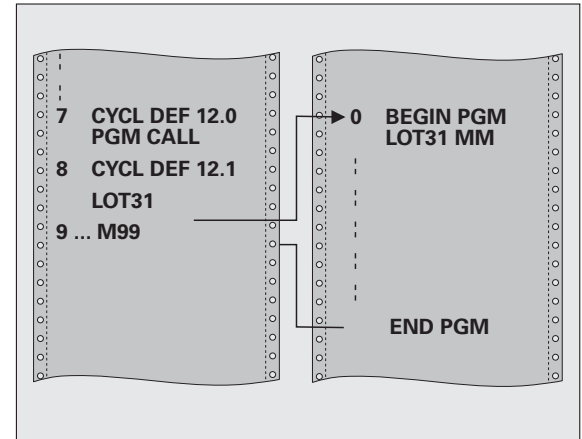 7 CYCL DEF 12.0
PGM CALL
8 CYCL DEF 12.1
LOT31
9 ... M99
0 BEGIN PGM
LOT31 MM
END PGM